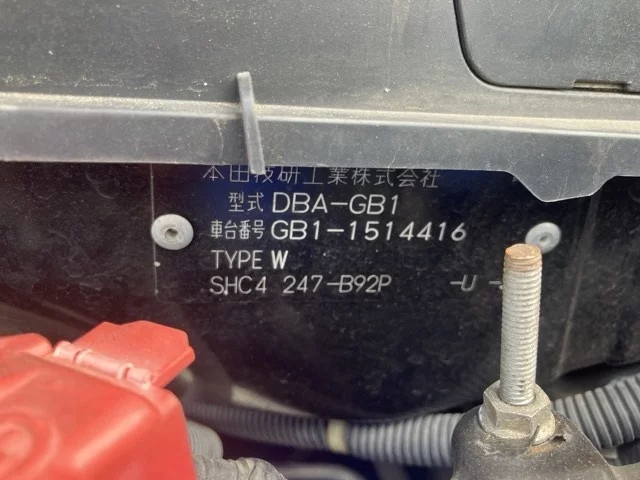 本田技研工業株式会社
型式 DBA-GB1
車台番号 GB1-1514416
TYPE W
SHC4 247-B92P -U-